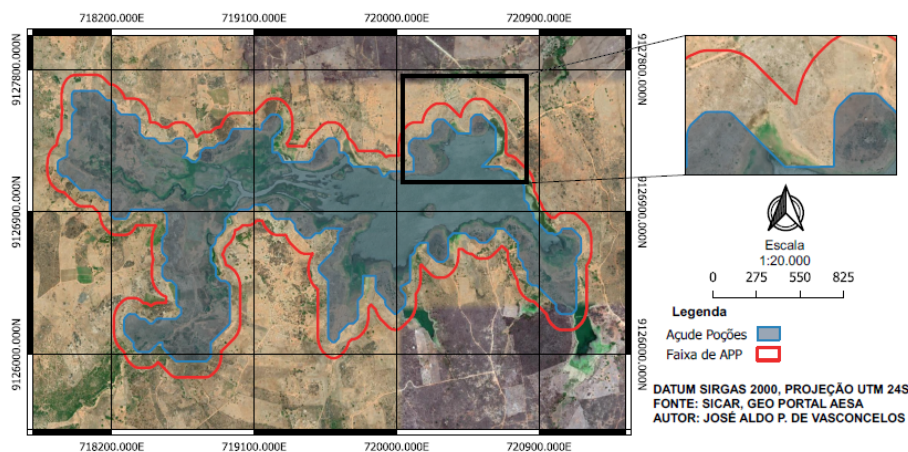 718200.000E 719100.000E 720000.000E 720900.000E
9127800.000N
9126900.000N
9126000.000N
9127800.000N
9126900.000N
9126000.000N
718200.000E 719100.000E 720000.000E 720900.000E
Escala
1:20.000
0 275 550 825
Legenda
Açude Poções
Faixa de APP
DATUM SIRGAS 2000, PROJEÇÃO UTM 24S
FONTE: SICAR, GEO PORTAL AESA
AUTOR: JOSÉ ALDO P. DE VASCONCELOS